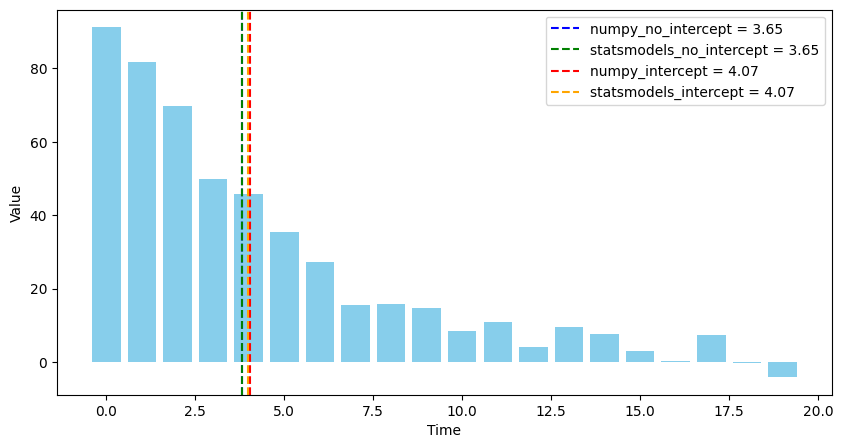 numpy_no_intercept = 3.65
statsmodels_no_intercept = 3.65
numpy_intercept = 4.07
statsmodels_intercept = 4.07
Value
80
60
40
20
0
0.0 2.5 5.0 7.5 10.0 12.5 15.0 17.5 20.0
Time